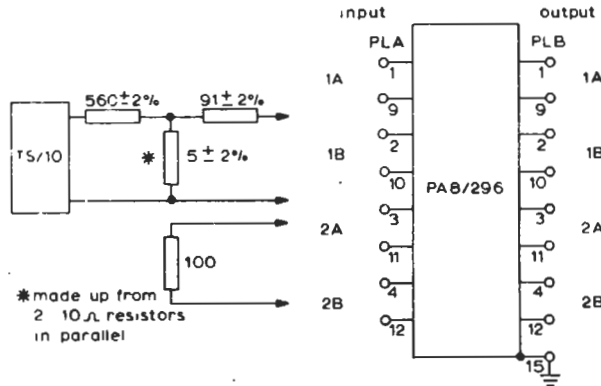 input
output
PLA
PLB
1A
1
9
1B
2
10
2A
3
11
2B
4
12
PA8/296
1
1A
9
2
1B
10
3
2A
11
4
2B
12
15
560±2%
91±2%
TS/10
*
5±2%
100
*made up from
2 10Ω resistors
in parallel